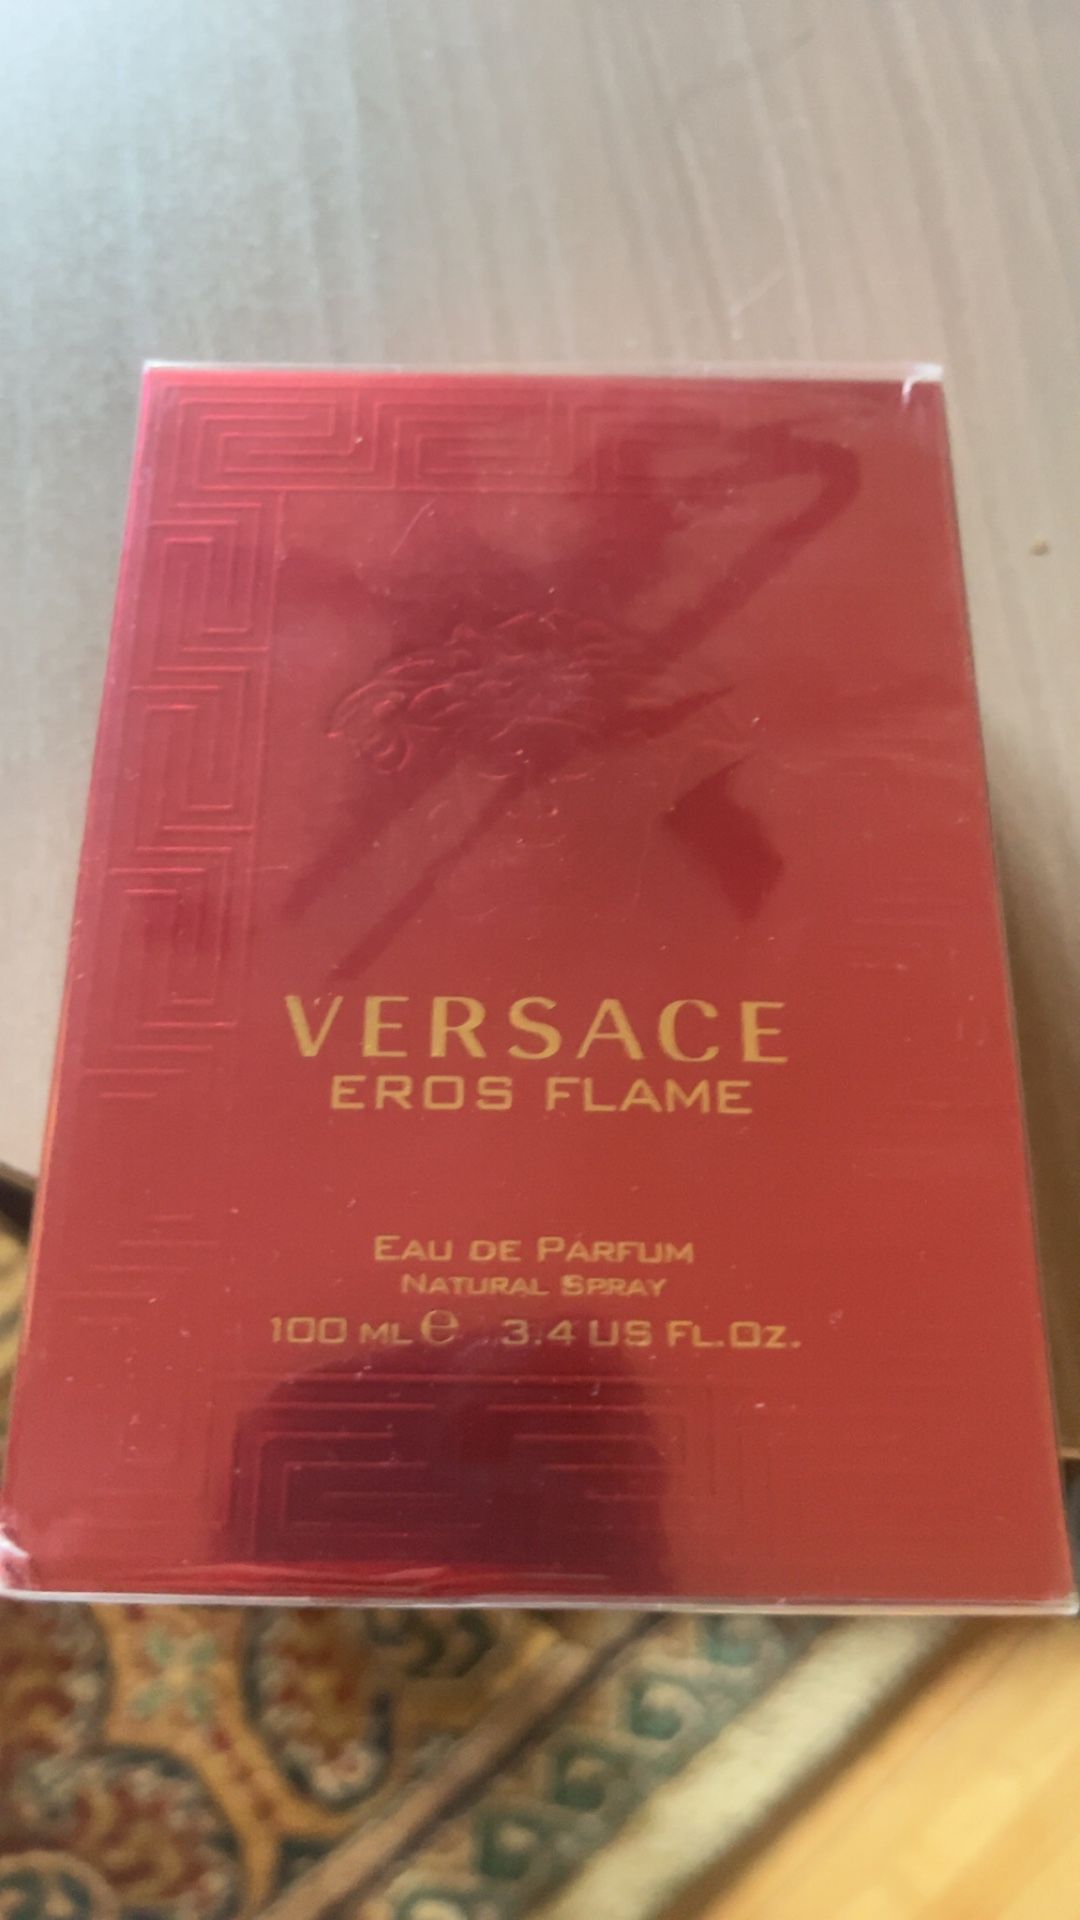 VERSACE
EROS FLAME
EAU DE PARFUM
NATURAL SPRAY
100 ML ℮ 3.4 US FL.OZ.